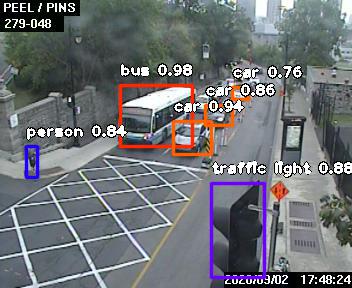 PEEL / PINS
279-048
bus 0.98
car 0.76
car 0.86
car 0.94
person 0.84
traffic light 0.88
2020/09/02 17:48:24